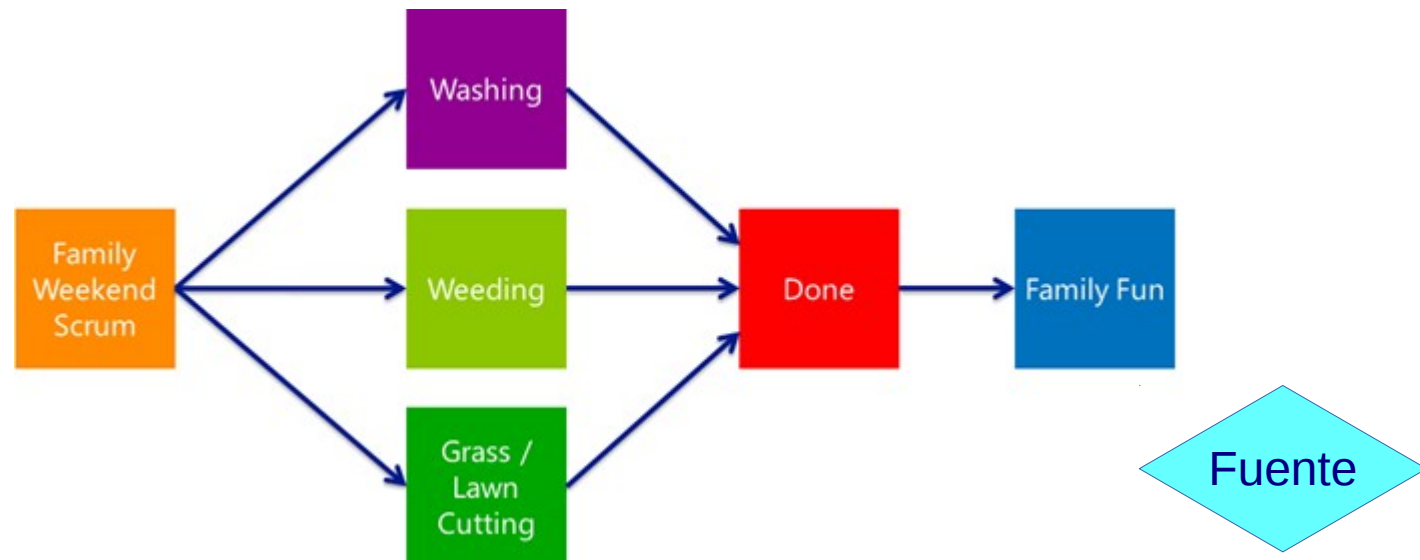 Washing
Family
Weekend
Scrum
Weeding
Done
Family Fun
Grass /
Lawn
Cutting
Fuente